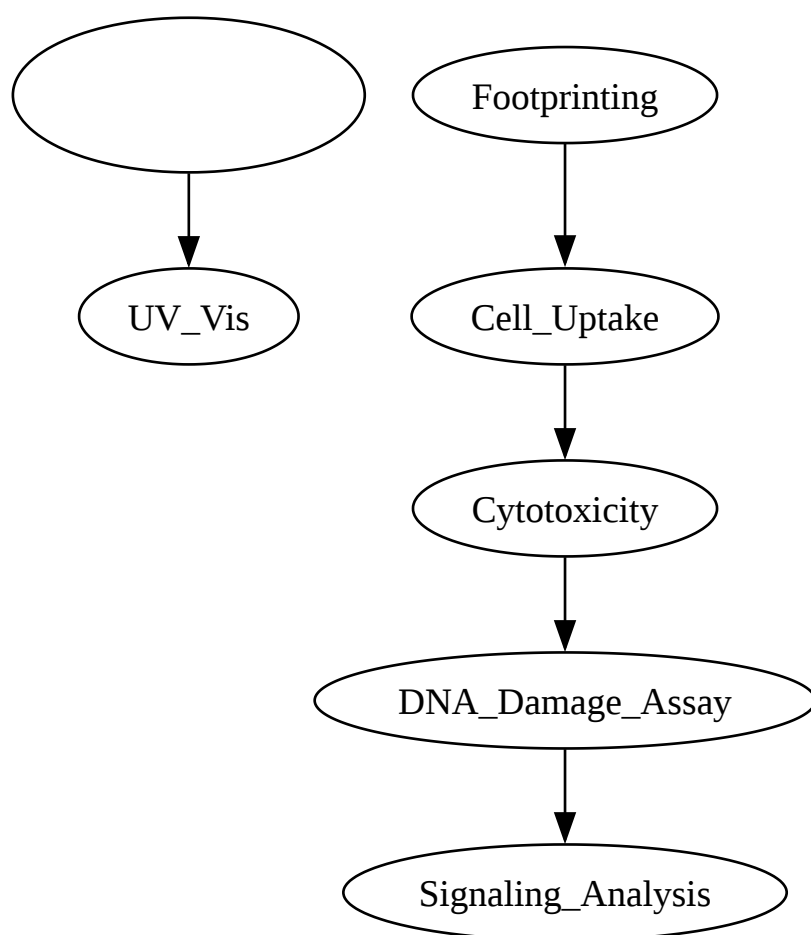 Footprinting
UV_Vis
Cell_Uptake
Cytotoxicity
DNA_Damage_Assay
Signaling_Analysis